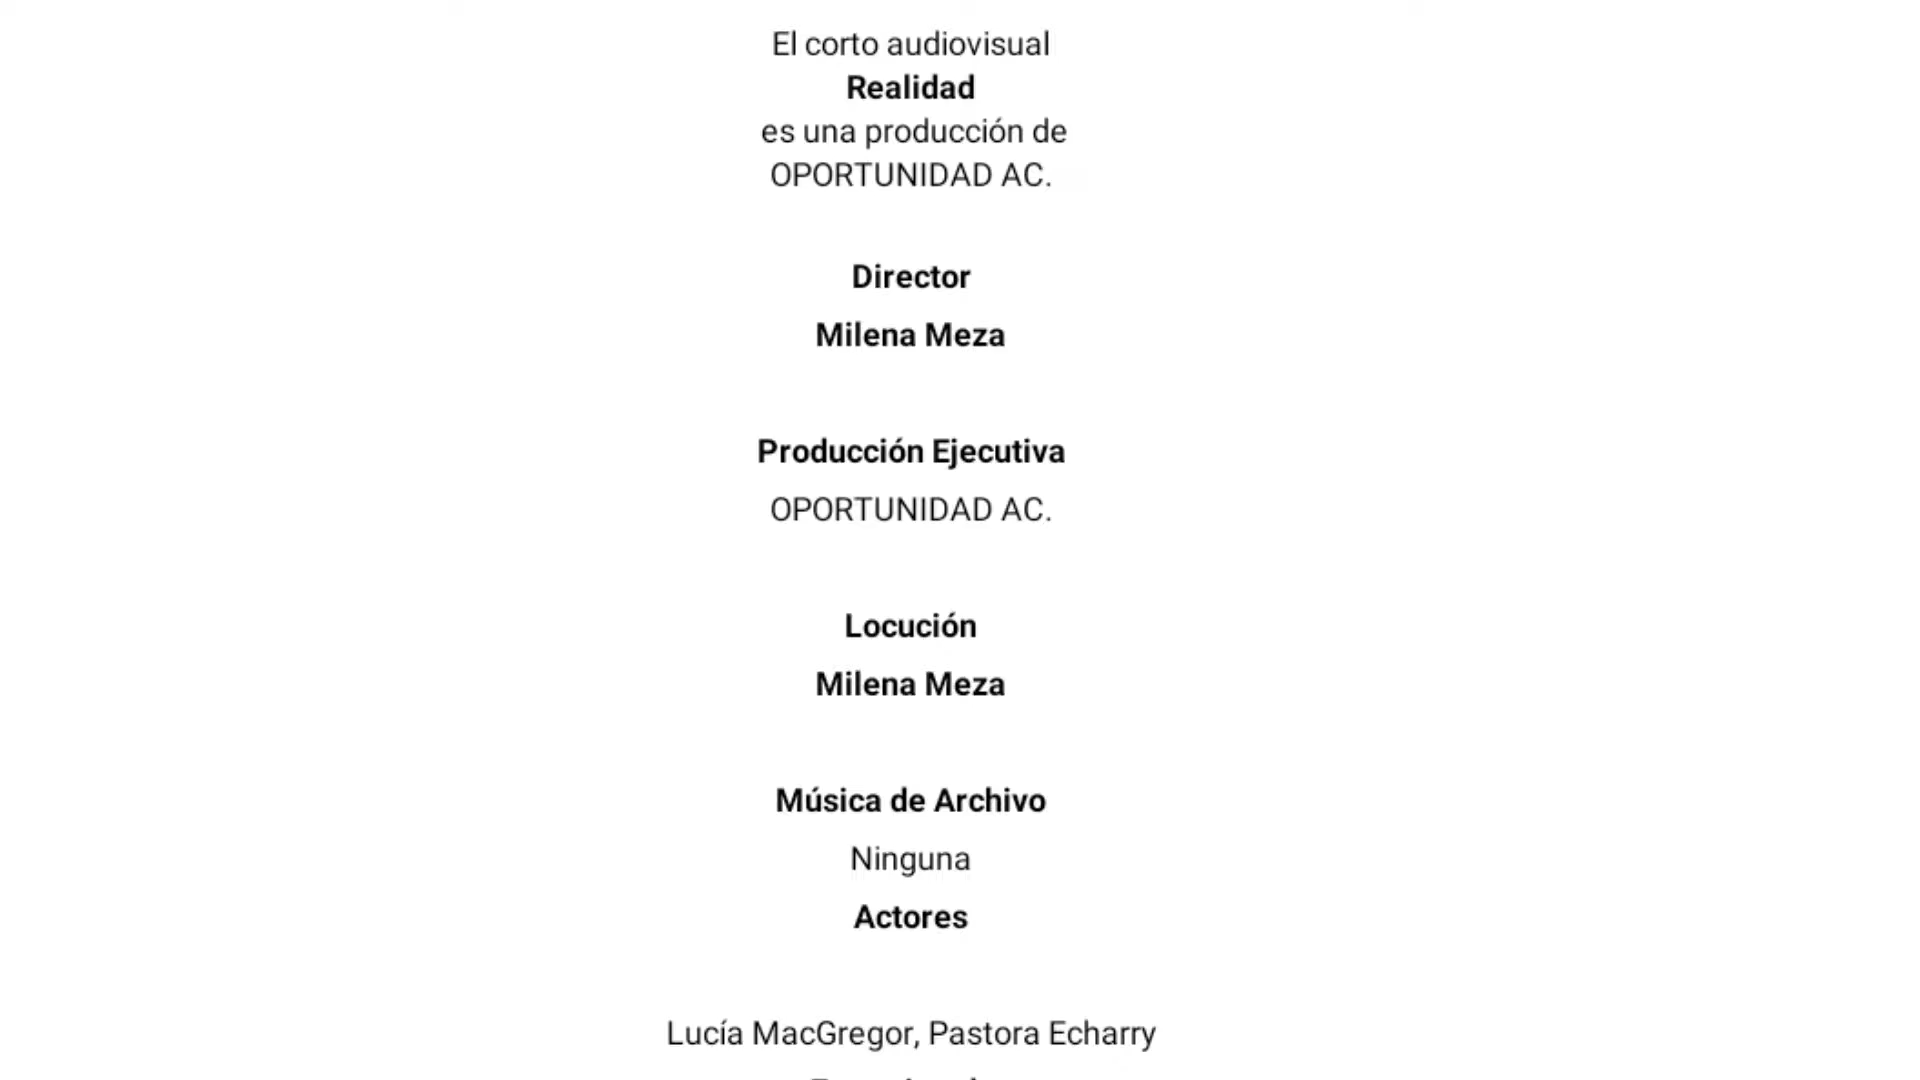 El corto audiovisual
Realidad
es una producción de
OPORTUNIDAD AC.
Director
Milena Meza
Producción Ejecutiva
OPORTUNIDAD AC.
Locución
Milena Meza
Música de Archivo
Ninguna
Actores
Lucía MacGregor, Pastora Echarry